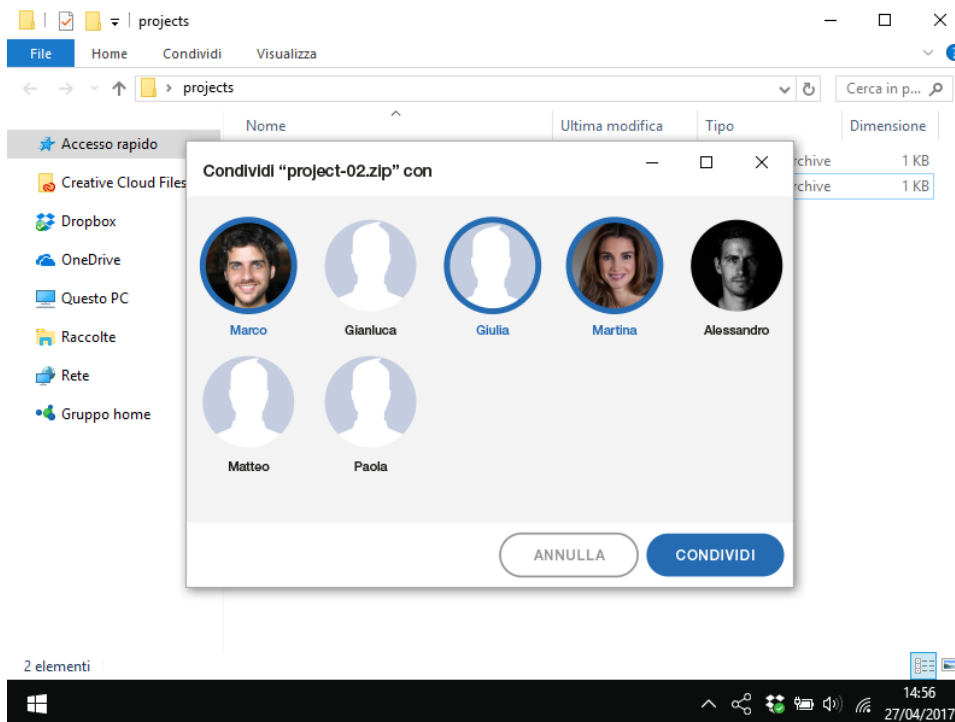 projects
File Home Condividi Visualizza
projects
Cerca in p...
Nome Ultima modifica Tipo Dimensione
Accesso rapido
Creative Cloud Files
Dropbox
OneDrive
Questo PC
Raccolte
Rete
Gruppo home
rchive 1 KB
rchive 1 KB
Condividi “project-02.zip” con
Marco Gianluca Giulia Martina Alessandro
Matteo Paola
ANNULLA CONDIVIDI
2 elementi
14:56
27/04/2017